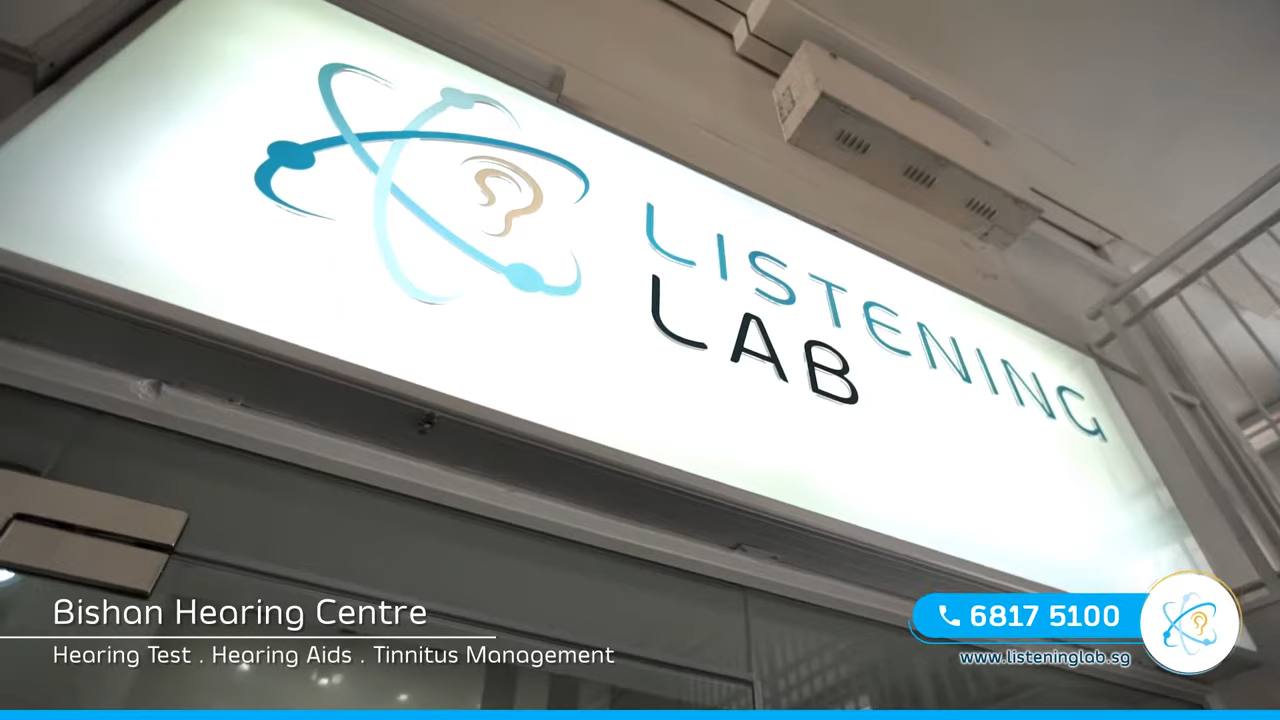 LISTENING
LAB
Bishan Hearing Centre
Hearing Test . Hearing Aids . Tinnitus Management
6817 5100
www.listeninglab.sg